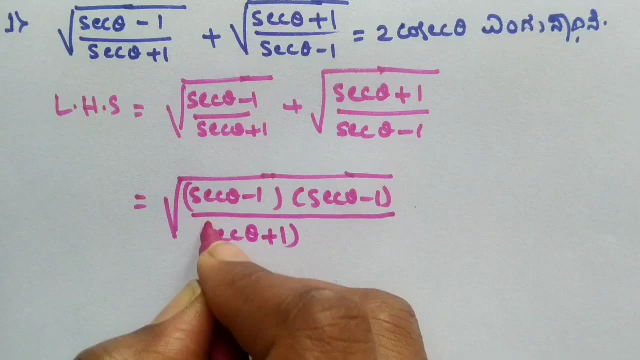 1) √(secθ - 1 / secθ + 1) + √(secθ + 1 / secθ - 1) = 2 cosecθ ಎಂದು ಸಾಧಿಸಿ.
L.H.S = √(secθ - 1 / secθ + 1) + √(secθ + 1 / secθ - 1)
= √((secθ - 1) (secθ - 1) / secθ + 1)